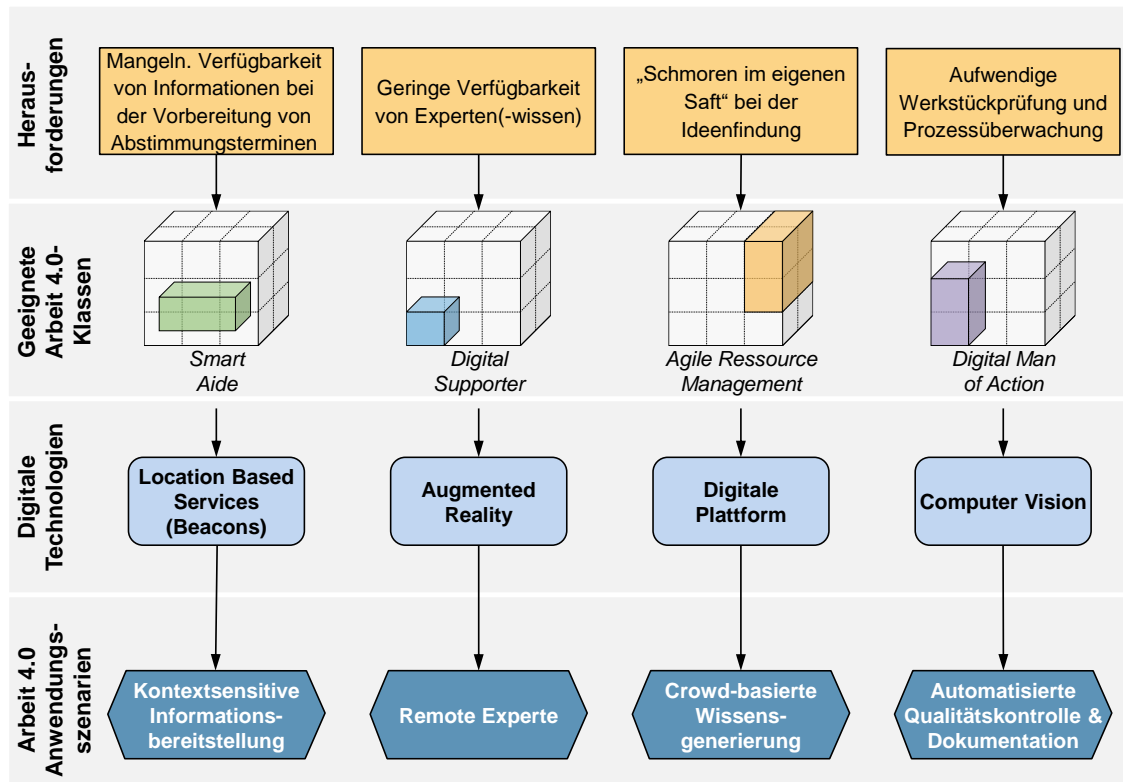 Heraus-
forderungen
Mangeln. Verfügbarkeit
von Informationen bei
der Vorbereitung von
Abstimmungsterminen
Geringe Verfügbarkeit
von Experten(-wissen)
„Schmoren im eigenen
Saft“ bei der
Ideenfindung
Aufwendige
Werkstückprüfung und
Prozessüberwachung
Geeignete
Arbeit 4.0-
Klassen
Smart
Aide
Digital
Supporter
Agile Ressource
Management
Digital Man
of Action
Digitale
Technologien
Location Based
Services
(Beacons)
Augmented
Reality
Digitale
Plattform
Computer Vision
Arbeit 4.0
Anwendungs-
szenarien
Kontextsensitive
Informations-
bereitstellung
Remote Experte
Crowd-basierte
Wissens-
generierung
Automatisierte
Qualitätskontrolle &
Dokumentation